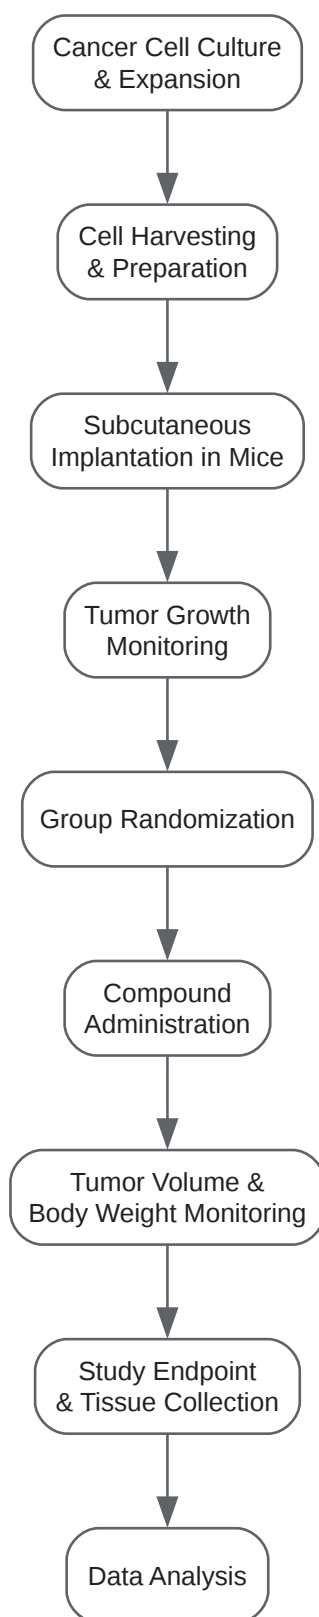 Cancer Cell Culture
& Expansion
Cell Harvesting
& Preparation
Subcutaneous
Implantation in Mice
Tumor Growth
Monitoring
Group Randomization
Compound
Administration
Tumor Volume &
Body Weight Monitoring
Study Endpoint
& Tissue Collection
Data Analysis